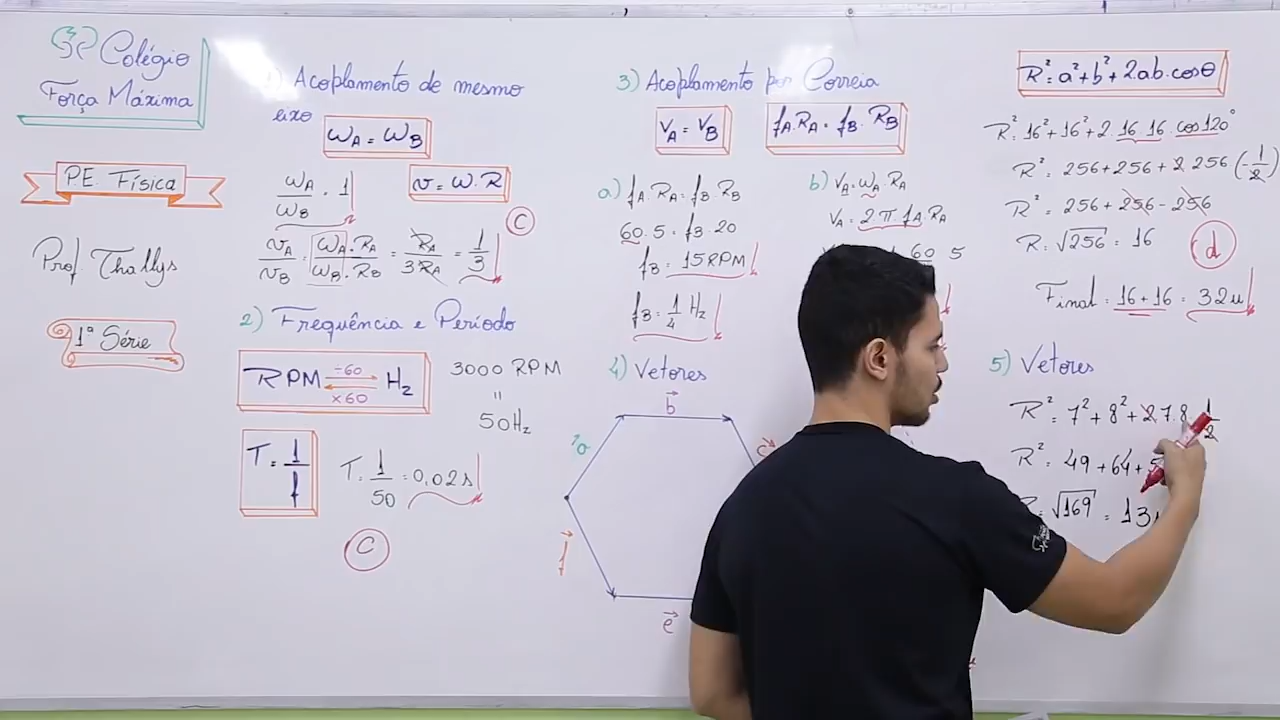 Colégio
Força Máxima
P.E. Física
Prof Thallys
1ª Série
1) Acoplamento de mesmo
eixo
ωA = ωB
v = ω.R
ωA/ωB = 1
vA/vB = ωA.RA/ωB.RB = RA/3RA = 1/3
C
2) Frequência e Período
RPM ÷60 ×60 Hz
3000 RPM
=
50Hz
T = 1/f
T = 1/50 = 0,02s
C
3) Acoplamento por Correia
VA = VB
fA.RA = fB.RB
a) fA.RA = fB.RB
60.5 = fB.20
fB = 15RPM
fB = 1/4 Hz
b) VA = ωA.RA
VA = 2.π.fA.RA
60 5
4) Vetores
a
b
c
f
e
R² = a² + b² + 2ab.cosθ
R² = 16² + 16² + 2.16.16.cos120°
R² = 256 + 256 + 2.256(-1/2)
R² = 256 + 256 - 256
R = √256 = 16
d
Final = 16 + 16 = 32u
5) Vetores
R² = 7² + 8² + 2.7.8.1/2
R² = 49 + 64 + 5
√169 = 13